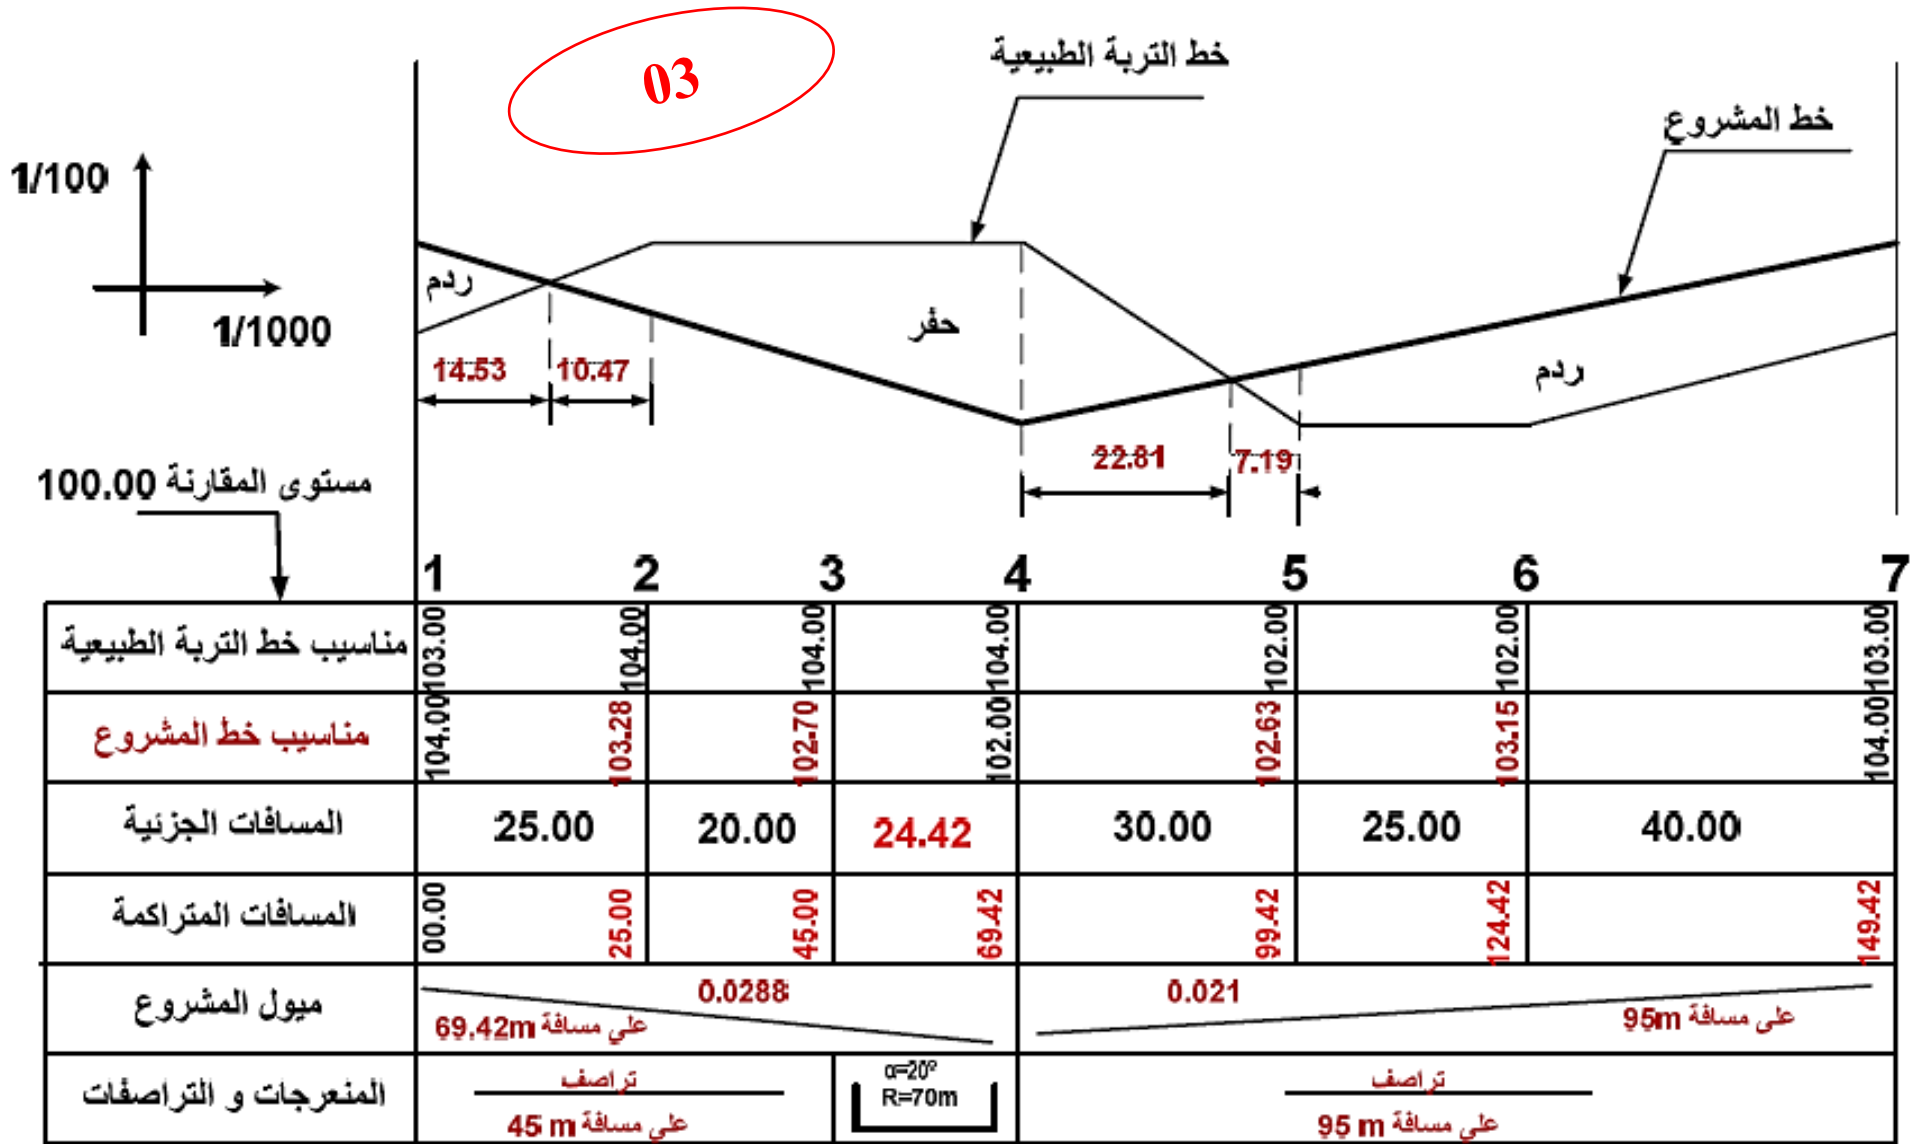 03
خط التربة الطبيعية
خط المشروع
1/100
1/1000
ردم
حفر
ردم
14.53 10.47
22.81 7.19
مستوى المقارنة 100.00
1 2 3 4 5 6 7
مناسيب خط التربة الطبيعية 103.00 104.00 104.00 104.00 102.00 102.00 103.00
مناسيب خط المشروع 104.00 103.28 102.70 102.00 102.63 103.15 104.00
المسافات الجزئية 25.00 20.00 24.42 30.00 25.00 40.00
المسافات المتراكمة 00.00 25.00 45.00 69.42 99.42 124.42 149.42
ميول المشروع 0.0288 0.021
على مسافة 69.42m على مسافة 95m
المنعرجات و التراصفات
تراصف
على مسافة 45 m
α=20º
R=70m
تراصف
على مسافة 95 m